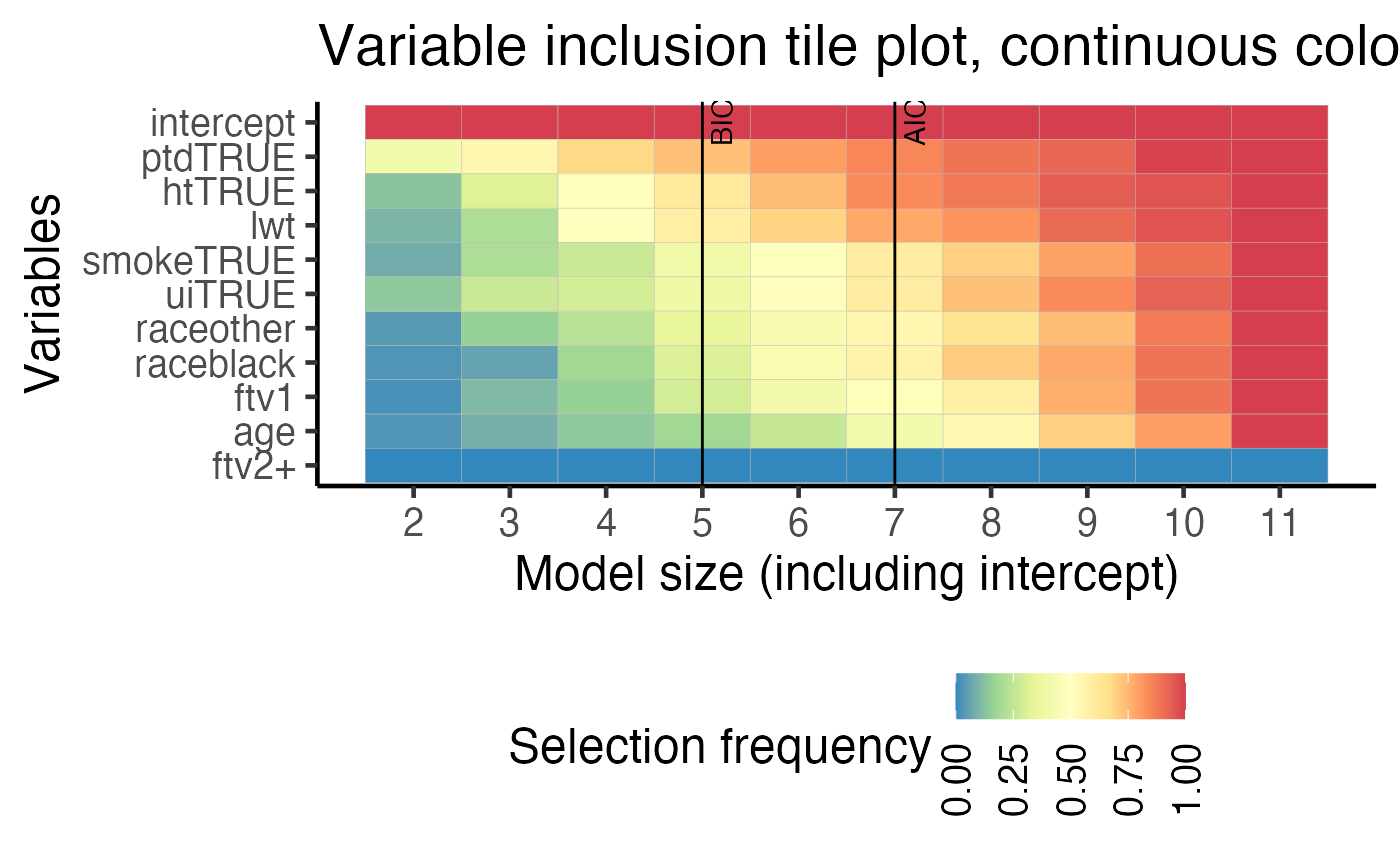 Variable inclusion tile plot, continuous colo
BIC
AIC
intercept
ptdTRUE
htTRUE
lwt
smokeTRUE
uiTRUE
raceother
raceblack
ftv1
age
ftv2+
Variables
2 3 4 5 6 7 8 9 10 11
Model size (including intercept)
Selection frequency
0.00 0.25 0.50 0.75 1.00